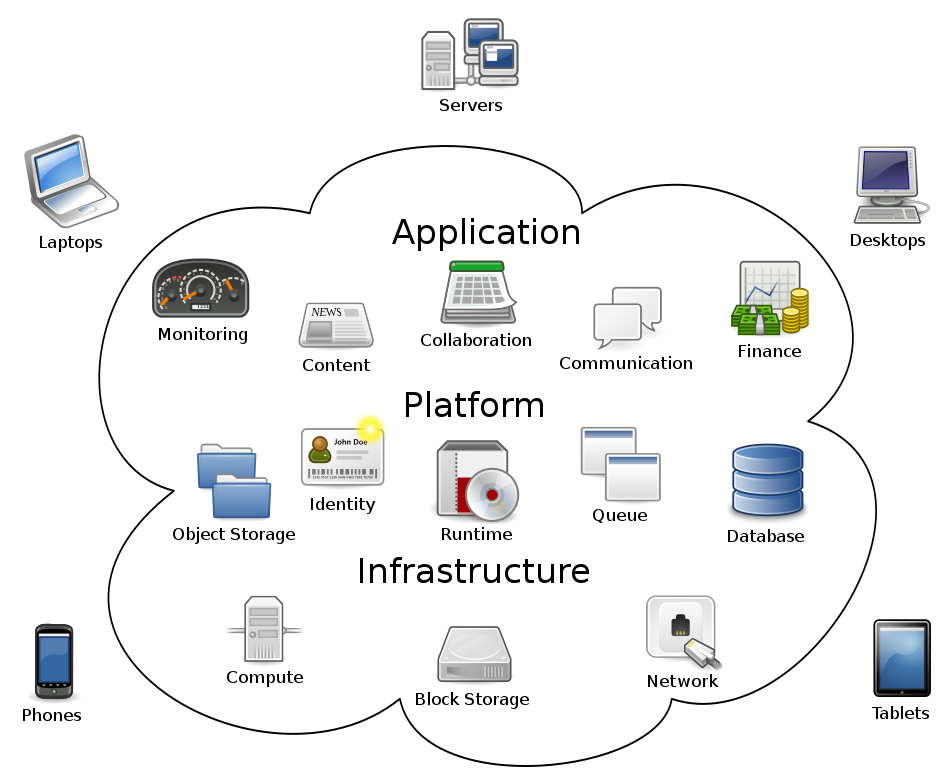 Servers
Laptops
Desktops
Application
Monitoring
NEWS
Content
Collaboration
Communication
Finance
Platform
John Doe
Object Storage
Identity
Runtime
Queue
Database
Infrastructure
Compute
Block Storage
Network
Phones
Tablets